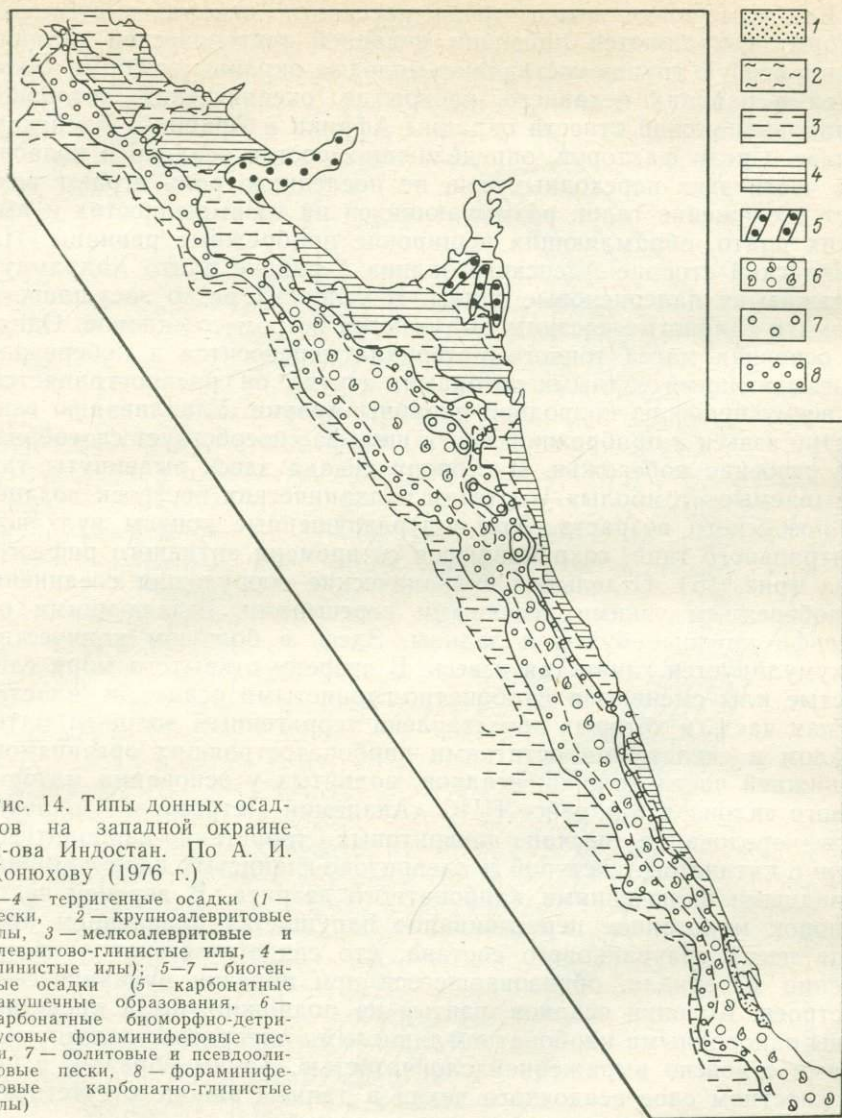 1
2
3
4
5
6
7
8
ис. 14. Типы донных осад-
ов на западной окраине
-ова Индостан. По А. И.
онюхову (1976 г.)
—4 — терригенные осадки (1 —
ески, 2 — крупноалевритовые
лы, 3 — мелкоалевритовые и
левритово-глинистые илы, 4 —
линистые илы); 5—7 — биоген-
ые осадки (5 — карбонатные
акушечные образования, 6 —
арбонатные биоморфно-детри-
усовые фораминиферовые пес-
и, 7 — оолитовые и псевдооли-
овые пески, 8 — фораминифе-
овые карбонатно-глинистые
лы)